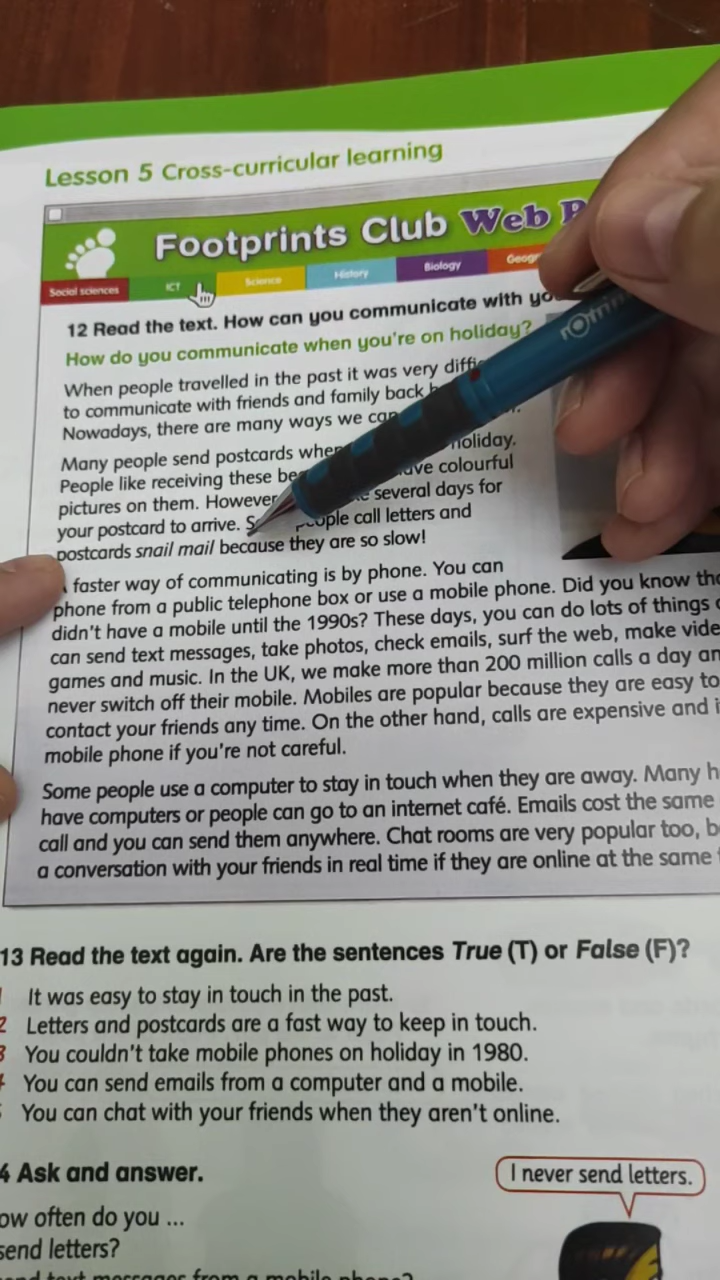 Lesson 5 Cross-curricular learning
Footprints Club Web
Social sciences ICT Science History Biology
12 Read the text. How can you communicate with
How do you communicate when you're on holiday?
When people travelled in the past it was very
to communicate with friends and family back
Nowadays, there are many ways we
Many people send postcards holiday.
People like receiving these colourful
pictures on them. However several days for
your postcard to arrive. people call letters and
postcards snail mail because they are so slow!
faster way of communicating is by phone. You can
phone from a public telephone box or use a mobile phone. Did you know
didn't have a mobile until the 1990s? These days, you can do lots of things
can send text messages, take photos, check emails, surf the web, make
games and music. In the UK, we make more than 200 million calls a day
never switch off their mobile. Mobiles are popular because they are easy to
contact your friends any time. On the other hand, calls are expensive and
mobile phone if you're not careful.
Some people use a computer to stay in touch when they are away. Many
have computers or people can go to an internet café. Emails cost the same
call and you can send them anywhere. Chat rooms are very popular too,
a conversation with your friends in real time if they are online at the same
13 Read the text again. Are the sentences True (T) or False (F)?
It was easy to stay in touch in the past.
2 Letters and postcards are a fast way to keep in touch.
3 You couldn't take mobile phones on holiday in 1980.
You can send emails from a computer and a mobile.
You can chat with your friends when they aren't online.
4 Ask and answer.
I never send letters.
often do you ...
send letters?
text messages from a mobile phone?